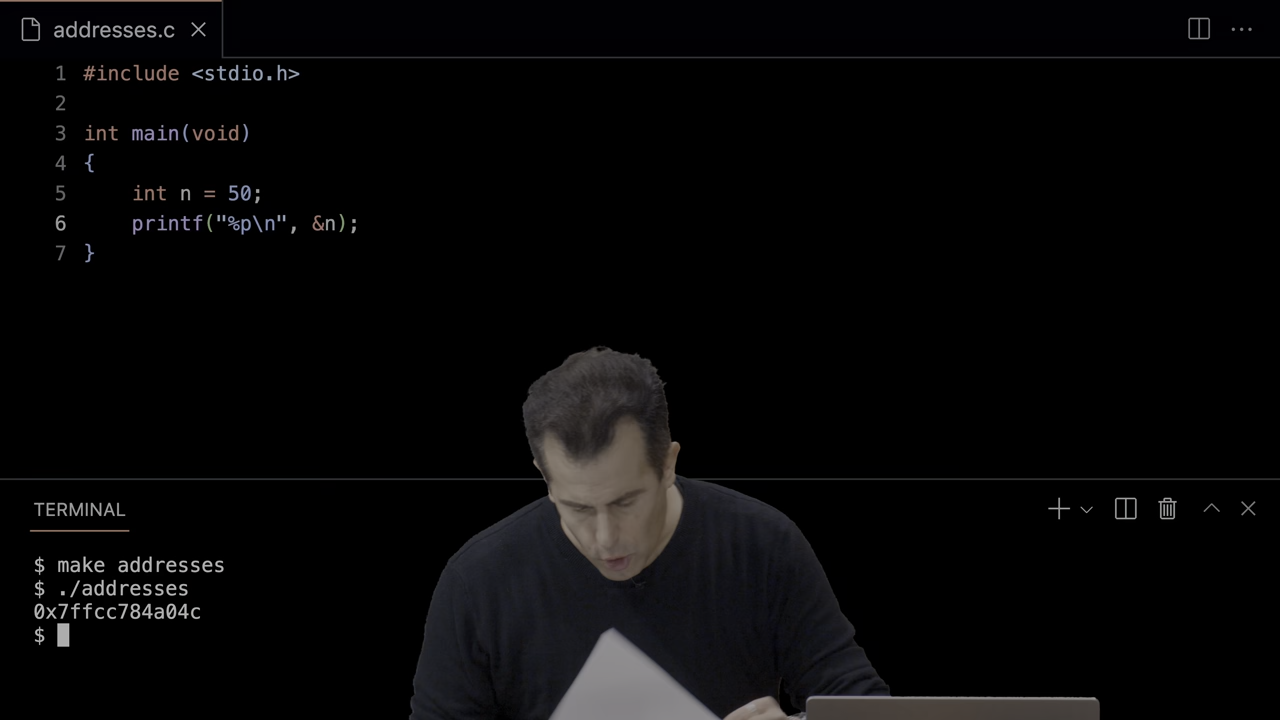 addresses.c
1 #include <stdio.h>
2
3 int main(void)
4 {
5     int n = 50;
6     printf("%p\n", &n);
7 }
TERMINAL
$ make addresses
$ ./addresses
0x7ffcc784a04c
$